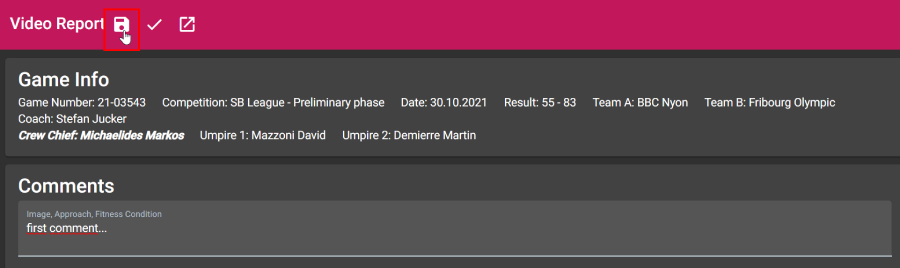 Video Report
Game Info
Game Number: 21-03543 Competition: SB League - Preliminary phase Date: 30.10.2021 Result: 55 - 83 Team A: BBC Nyon Team B: Fribourg Olympic
Coach: Stefan Jucker
Crew Chief: Michaelides Markos Umpire 1: Mazzoni David Umpire 2: Demierre Martin
Comments
Image, Approach, Fitness Condition
first comment...